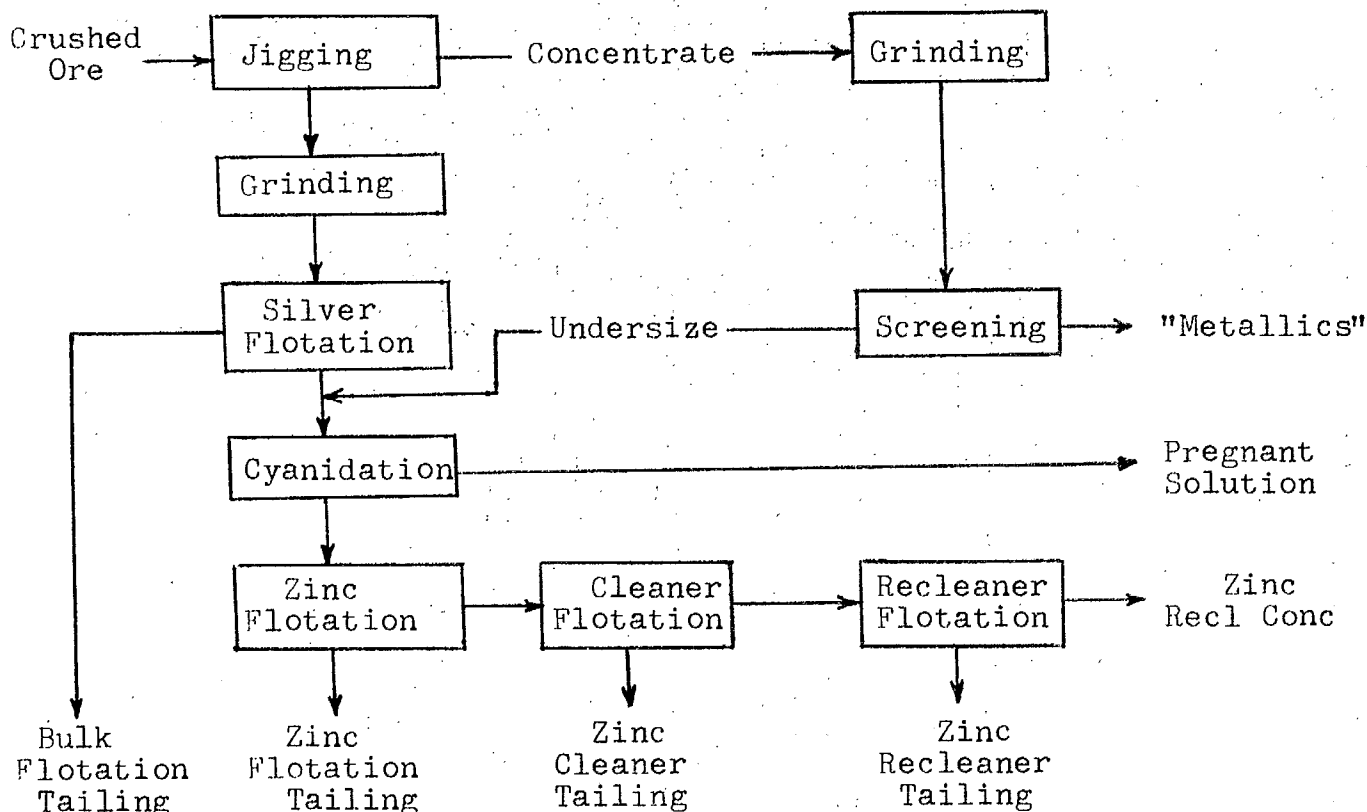 Crushed
Ore
Jigging
Concentrate
Grinding
Grinding
Silver
Flotation
Undersize
Screening
"Metallics"
Cyanidation
Pregnant
Solution
Zinc
Flotation
Cleaner
Flotation
Recleaner
Flotation
Zinc
Recl Conc
Bulk
Flotation
Tailing
Zinc
Flotation
Tailing
Zinc
Cleaner
Tailing
Zinc
Recleaner
Tailing